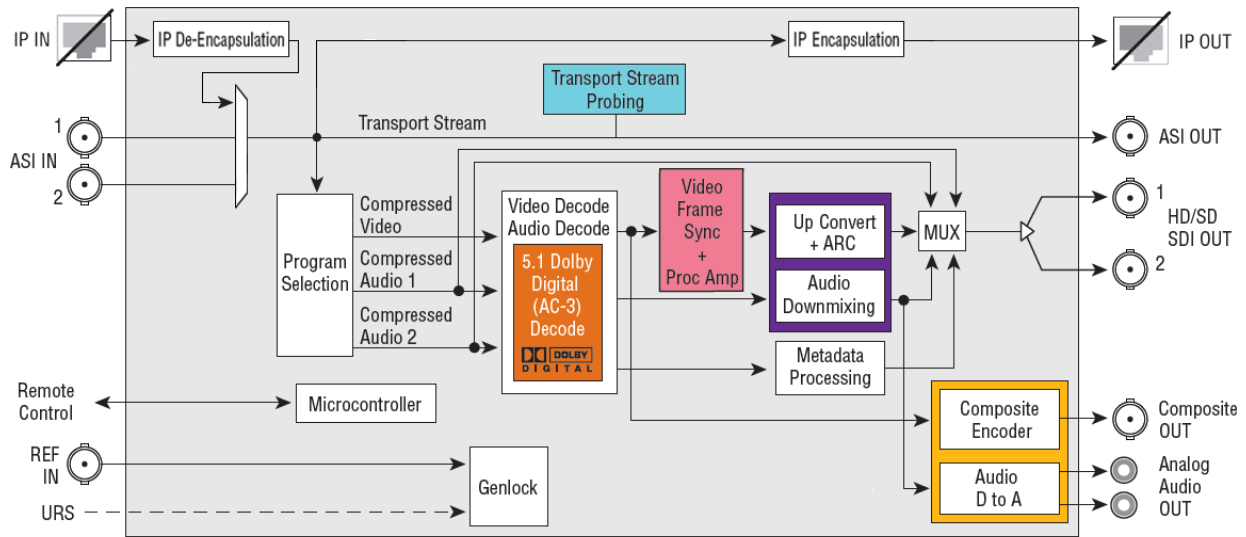 IP IN
IP De-Encapsulation
IP Encapsulation
IP OUT
Transport Stream
Probing
1
ASI IN
2
Transport Stream
ASI OUT
Program
Selection
Compressed
Video
Compressed
Audio 1
Compressed
Audio 2
Video Decode
Audio Decode
5.1 Dolby
Digital
(AC-3)
Decode
DOLBY
DIGITAL
Video
Frame
Sync
+
Proc Amp
Up Convert
+ ARC
Audio
Downmixing
MUX
1
HD/SD
SDI OUT
2
Metadata
Processing
Remote
Control
Microcontroller
Composite
Encoder
Composite
OUT
REF
IN
Genlock
URS
Audio
D to A
Analog
Audio
OUT